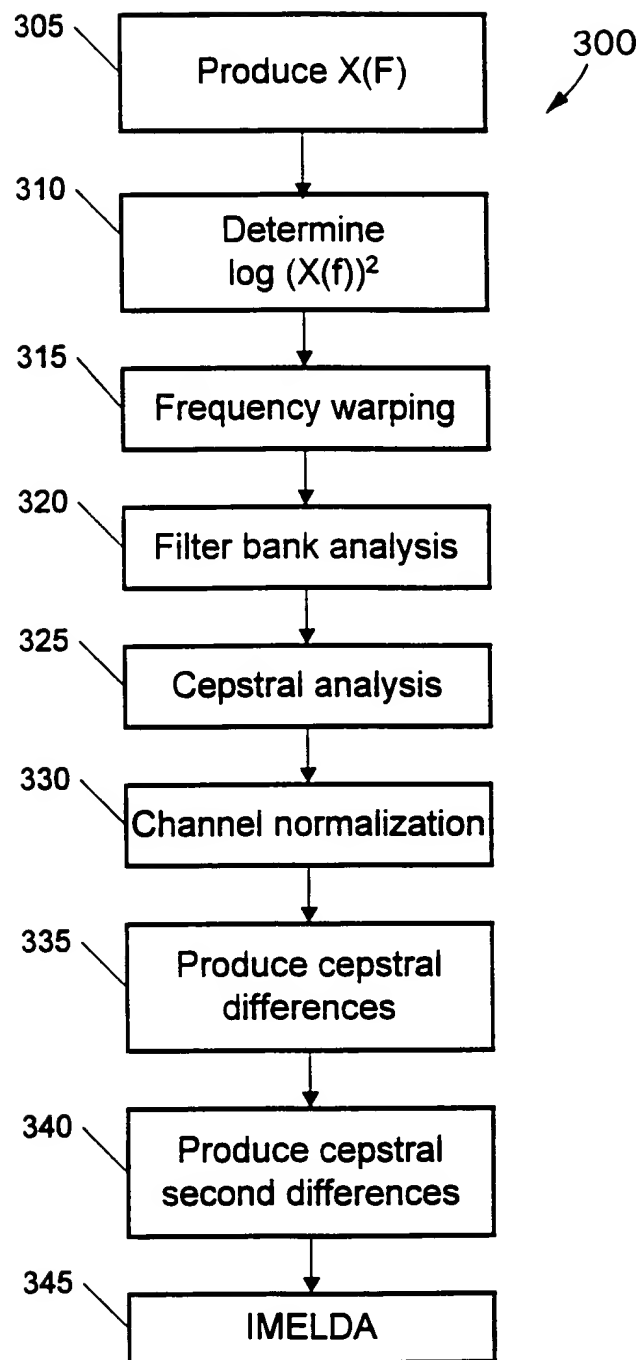 305
Produce X(F)
300
310
Determine
log (X(f))²
315
Frequency warping
320
Filter bank analysis
325
Cepstral analysis
330
Channel normalization
335
Produce cepstral
differences
340
Produce cepstral
second differences
345
IMELDA